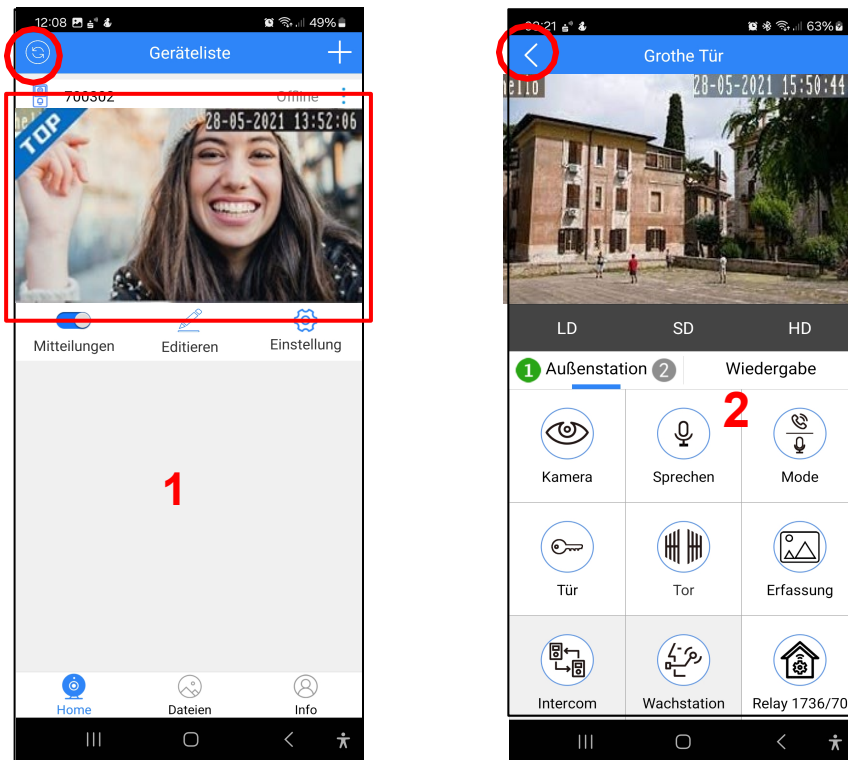 12:08
49%
Geräteliste
700302
Offline
TOP
28-05-2021 13:52:06
Mitteilungen
Editieren
Einstellung
1
Home
Dateien
Info
63%
Grothe Tür
hello
28-05-2021 15:50:44
LD
SD
HD
1 Außenstation 2
Wiedergabe
2
Kamera
Sprechen
Mode
Tür
Tor
Erfassung
Intercom
Wachstation
Relay 1736/70